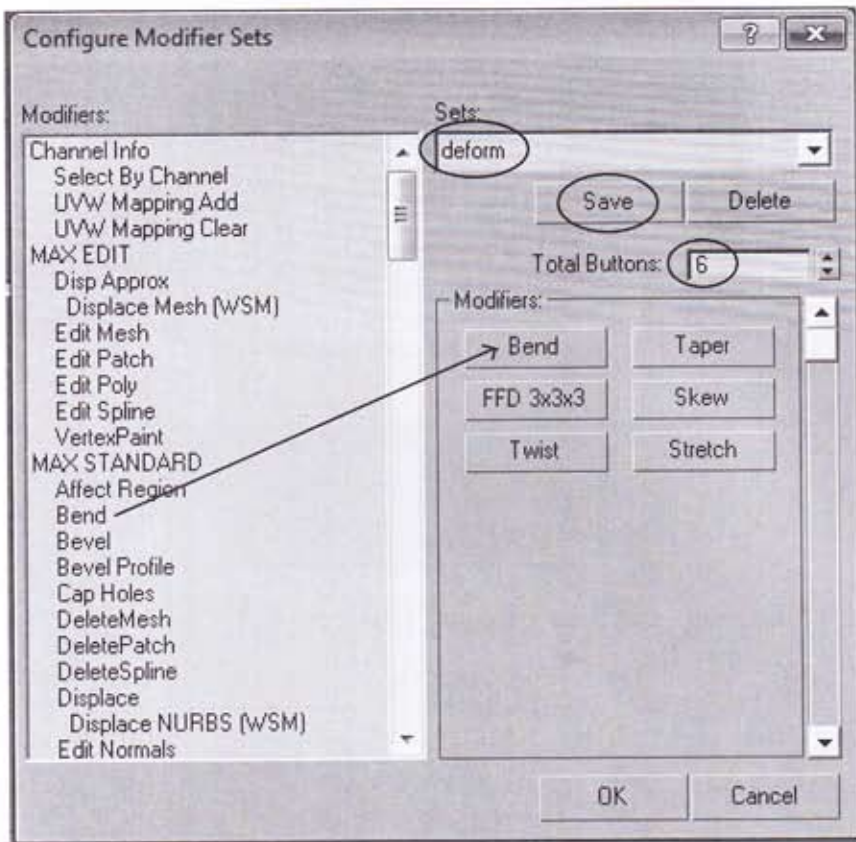 Configure Modifier Sets
Modifiers:
Channel Info
Select By Channel
UVW Mapping Add
UVW Mapping Clear
MAX EDIT
Disp Approx
Displace Mesh (WSM)
Edit Mesh
Edit Patch
Edit Poly
Edit Spline
VertexPaint
MAX STANDARD
Affect Region
Bend
Bevel
Bevel Profile
Cap Holes
DeleteMesh
DeletePatch
DeleteSpline
Displace
Displace NURBS (WSM)
Edit Normals
Sets:
deform
Save Delete
Total Buttons: 6
Modifiers:
Bend Taper
FFD 3x3x3 Skew
Twist Stretch
OK Cancel